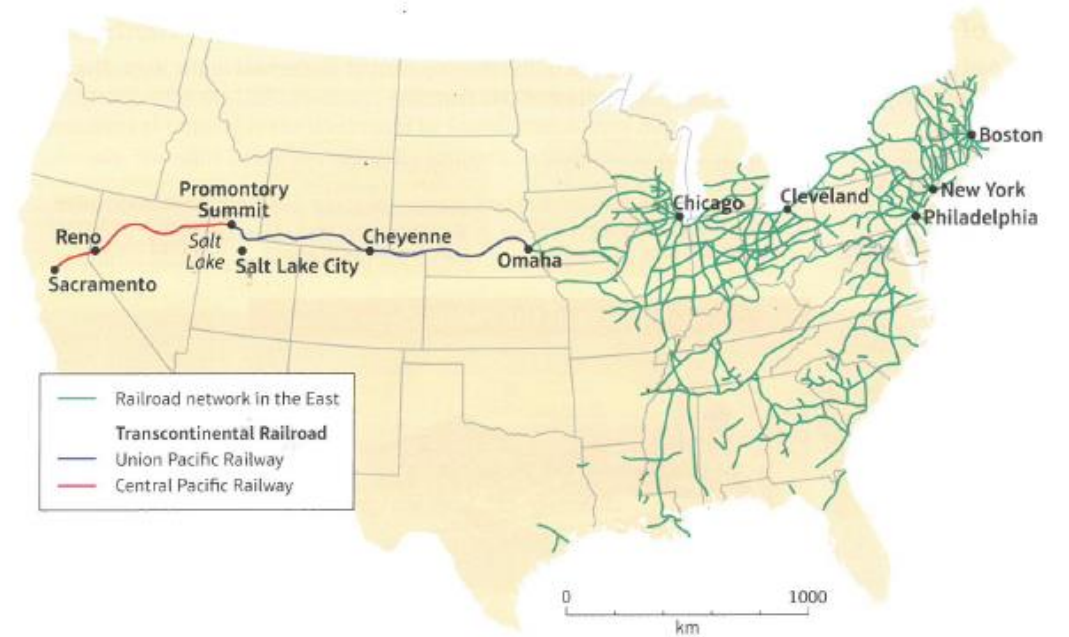 Boston
New York
Philadelphia
Cleveland
Chicago
Promontory
Summit
Reno
Salt
Lake
Cheyenne
Omaha
Salt Lake City
Sacramento
Railroad network in the East
Transcontinental Railroad
Union Pacific Railway
Central Pacific Railway
0 1000
km